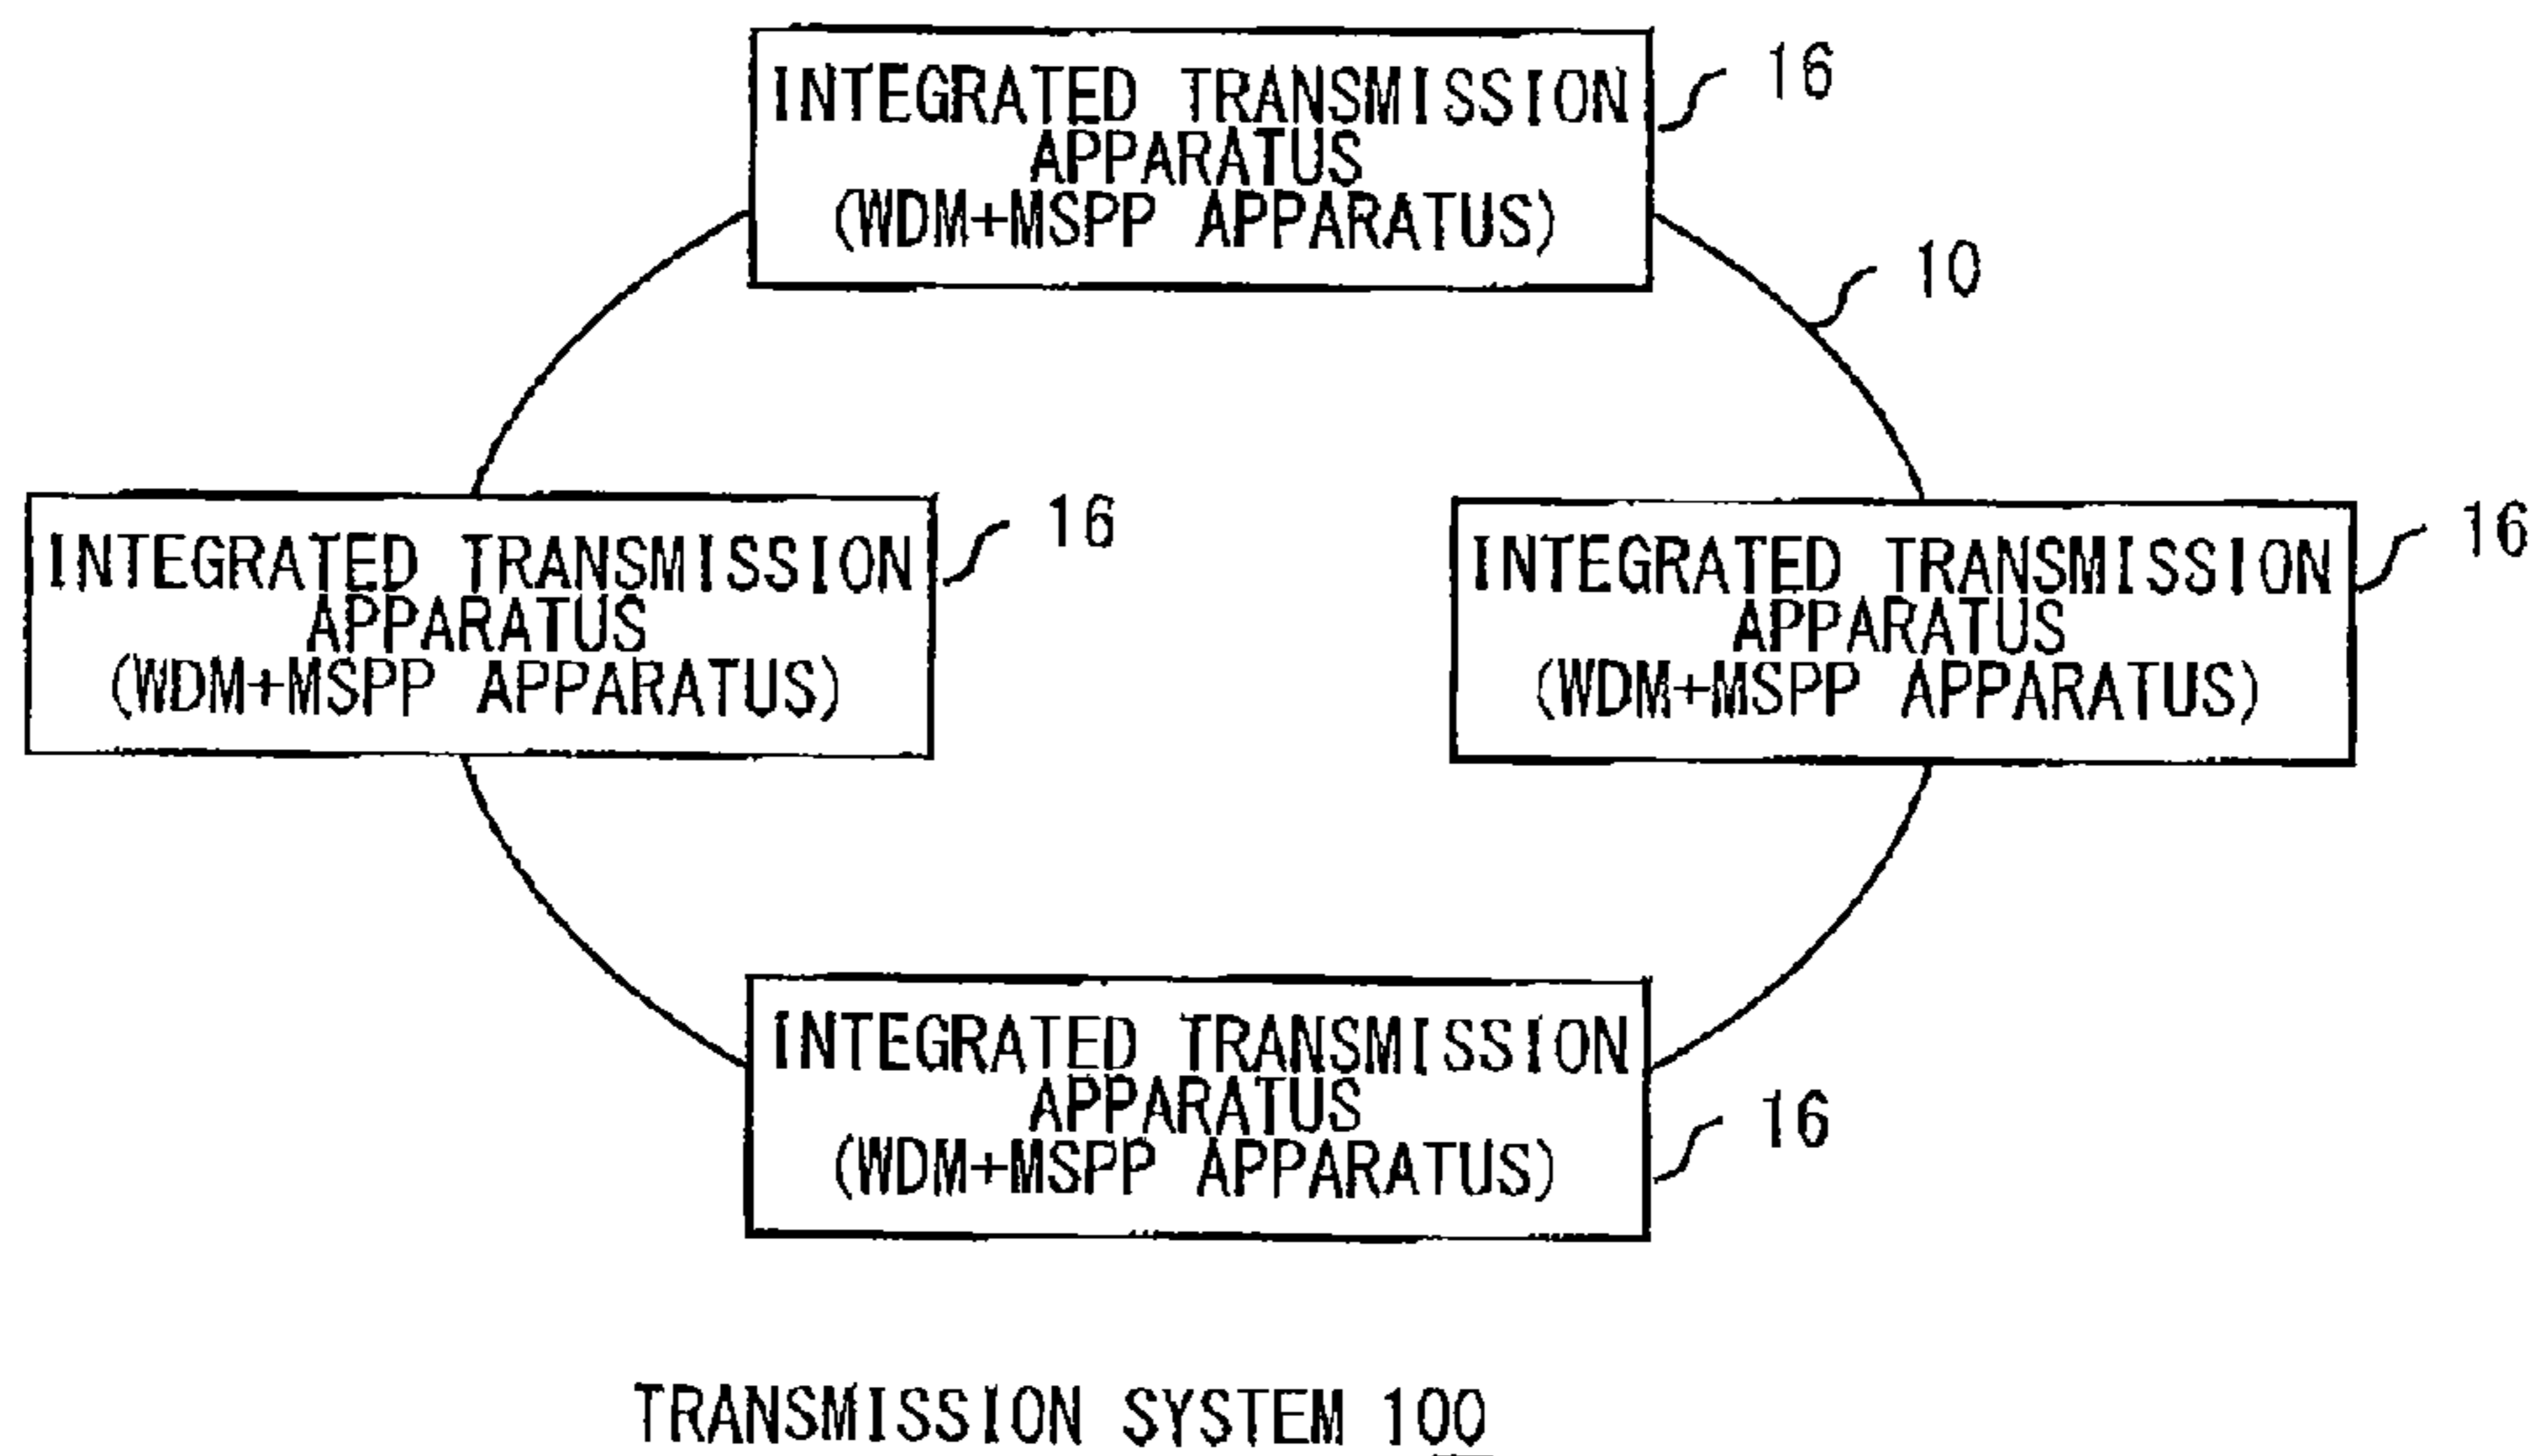 INTEGRATED TRANSMISSION
APPARATUS
(WDM+MSPP APPARATUS)
16
10
INTEGRATED TRANSMISSION
APPARATUS
(WDM+MSPP APPARATUS)
16
INTEGRATED TRANSMISSION
APPARATUS
(WDM+MSPP APPARATUS)
16
INTEGRATED TRANSMISSION
APPARATUS
(WDM+MSPP APPARATUS)
16
TRANSMISSION SYSTEM 100